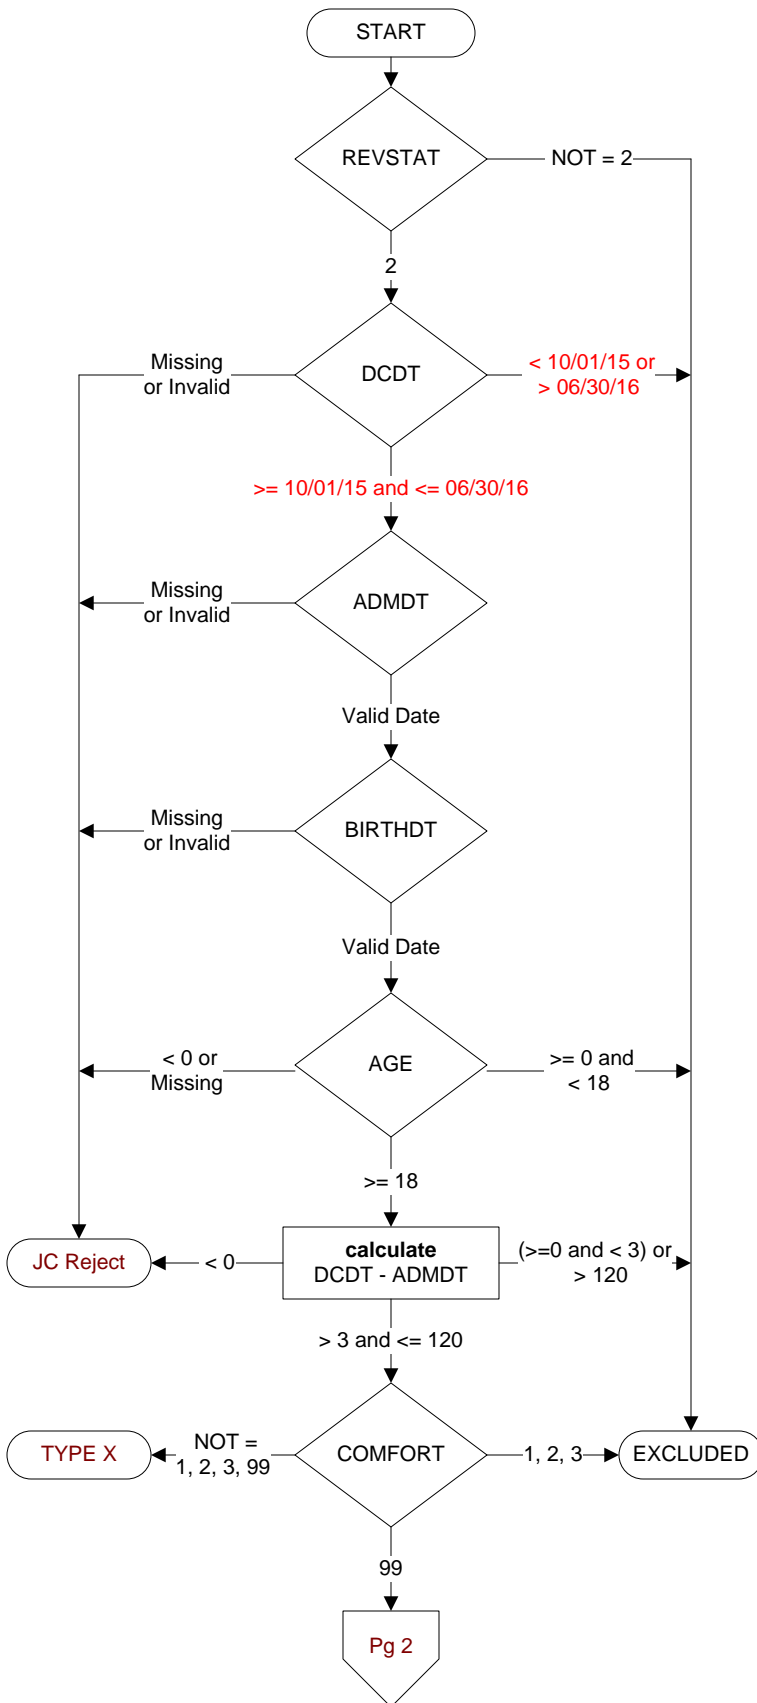 START
REVSTAT
NOT = 2
2
Missing
or Invalid
DCDT
< 10/01/15 or
> 06/30/16
>= 10/01/15 and <= 06/30/16
Missing
or Invalid
ADMDT
Valid Date
Missing
or Invalid
BIRTHDT
Valid Date
< 0 or
Missing
AGE
>= 0 and
< 18
>= 18
JC Reject
< 0
calculate
DCDT - ADMDT
(>=0 and < 3) or
> 120
> 3 and <= 120
TYPE X
NOT =
1, 2, 3, 99
COMFORT
1, 2, 3
EXCLUDED
99
Pg 2